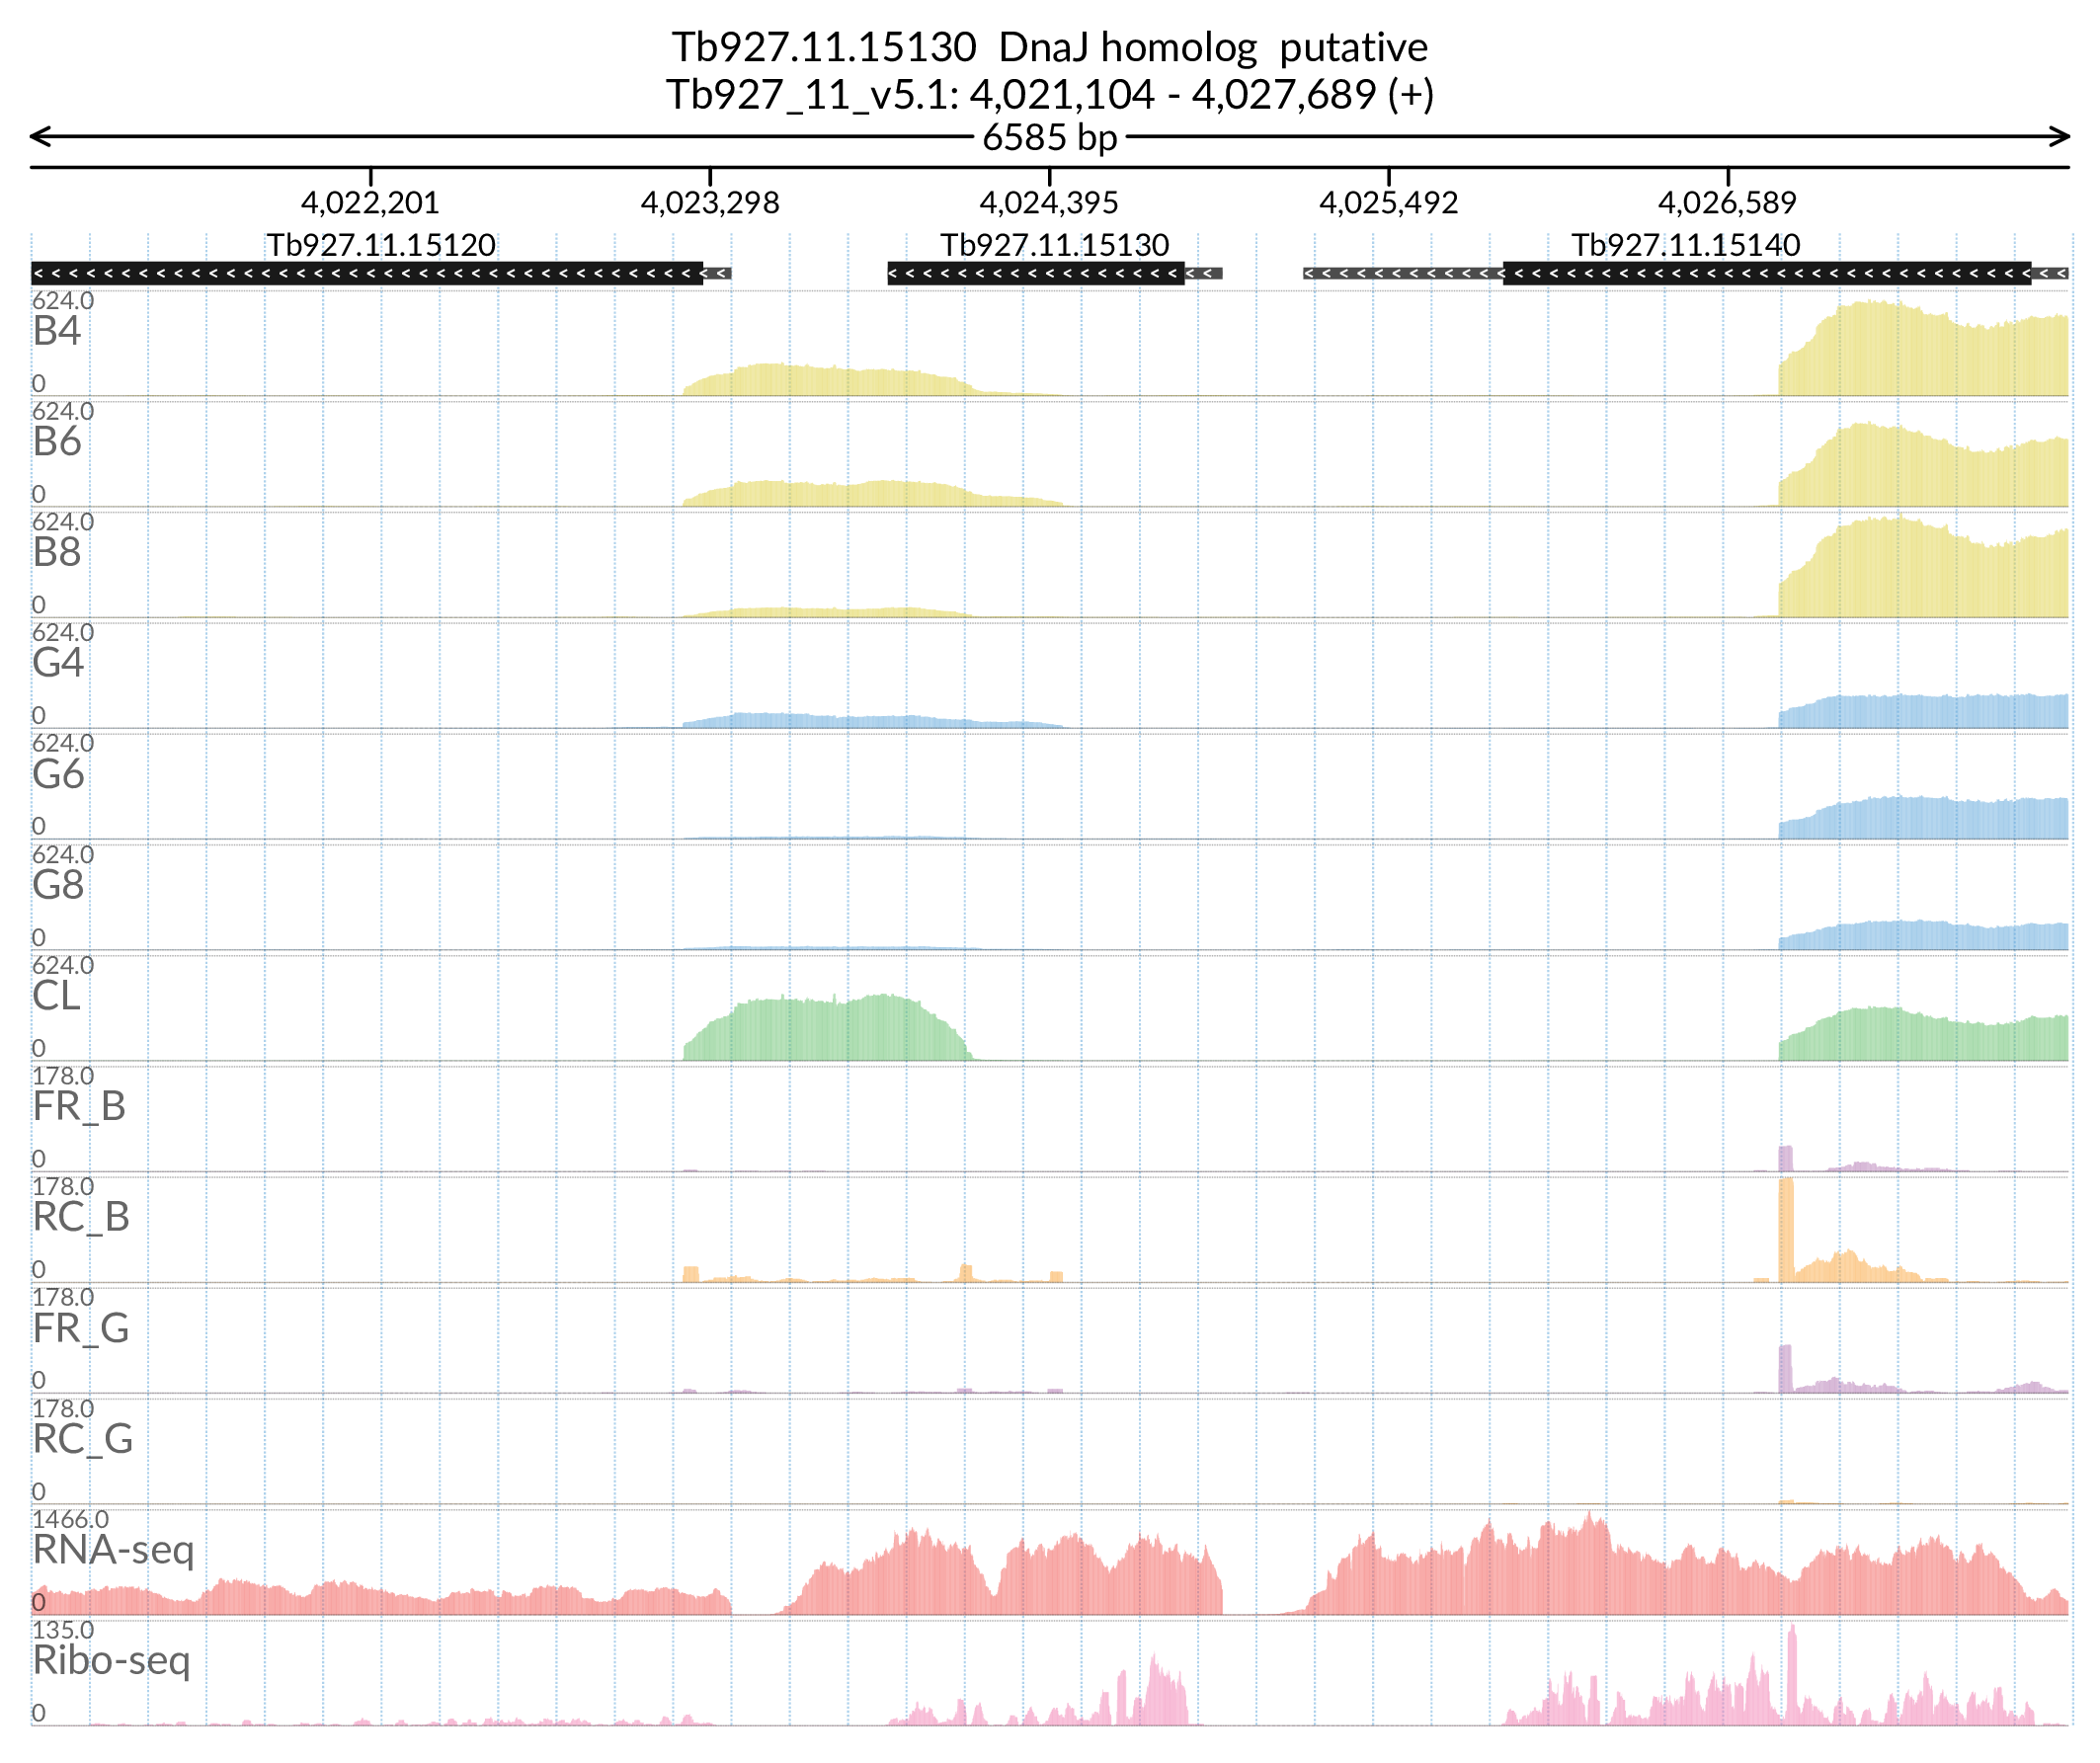 Tb927.11.15130 DnaJ homolog putative
Tb927_11_v5.1: 4,021,104 - 4,027,689 (+)
6585 bp
4,022,201 4,023,298 4,024,395 4,025,492 4,026,589
Tb927.11.15120 Tb927.11.15130 Tb927.11.15140
624.0
B4
0
624.0
B6
0
624.0
B8
0
624.0
G4
0
624.0
G6
0
624.0
G8
0
624.0
CL
0
178.0
FR_B
0
178.0
RC_B
0
178.0
FR_G
0
178.0
RC_G
0
1466.0
RNA-seq
0
135.0
Ribo-seq
0